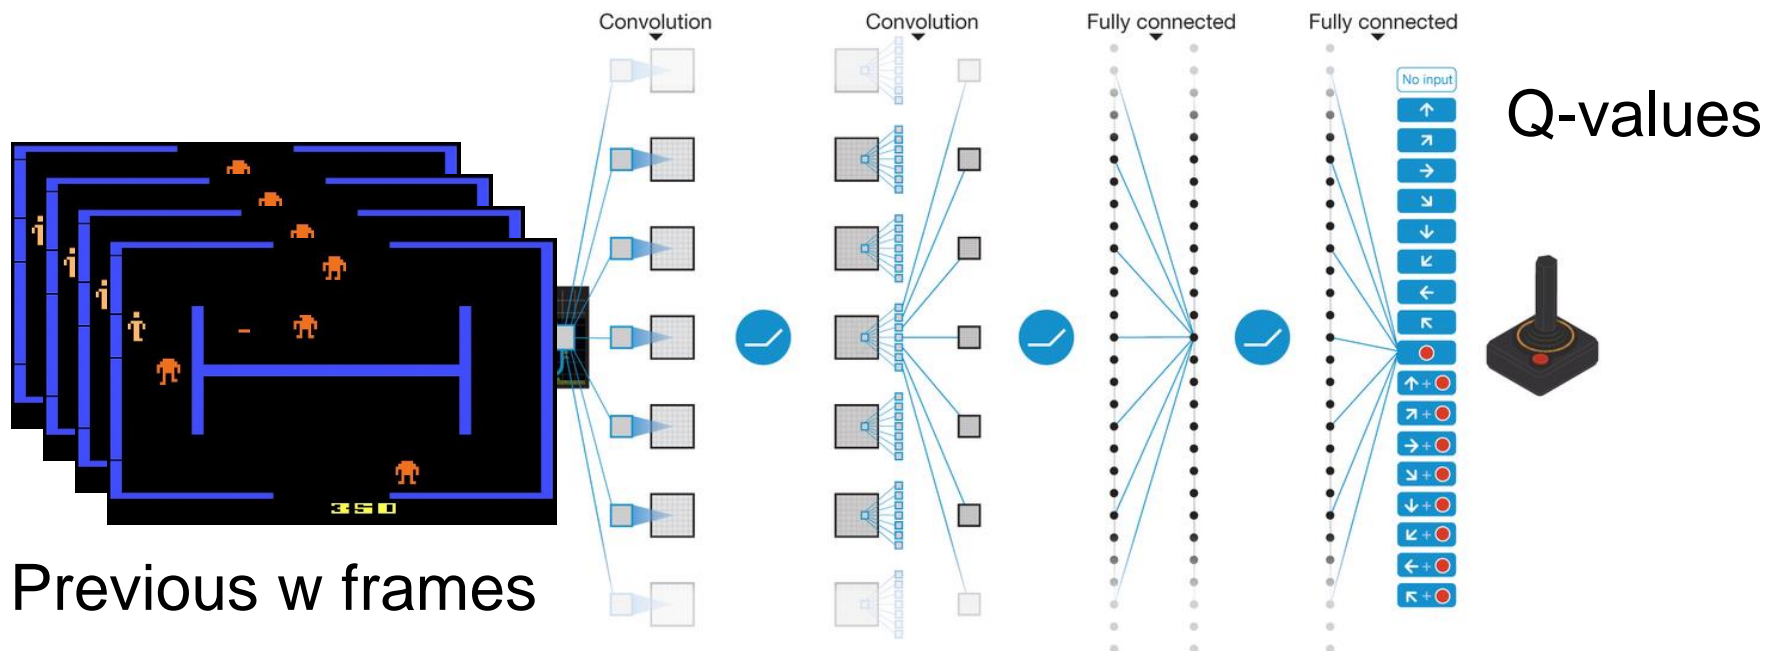 Convolution
Convolution
Fully connected
Fully connected
No input
Q-values
350
Previous w frames